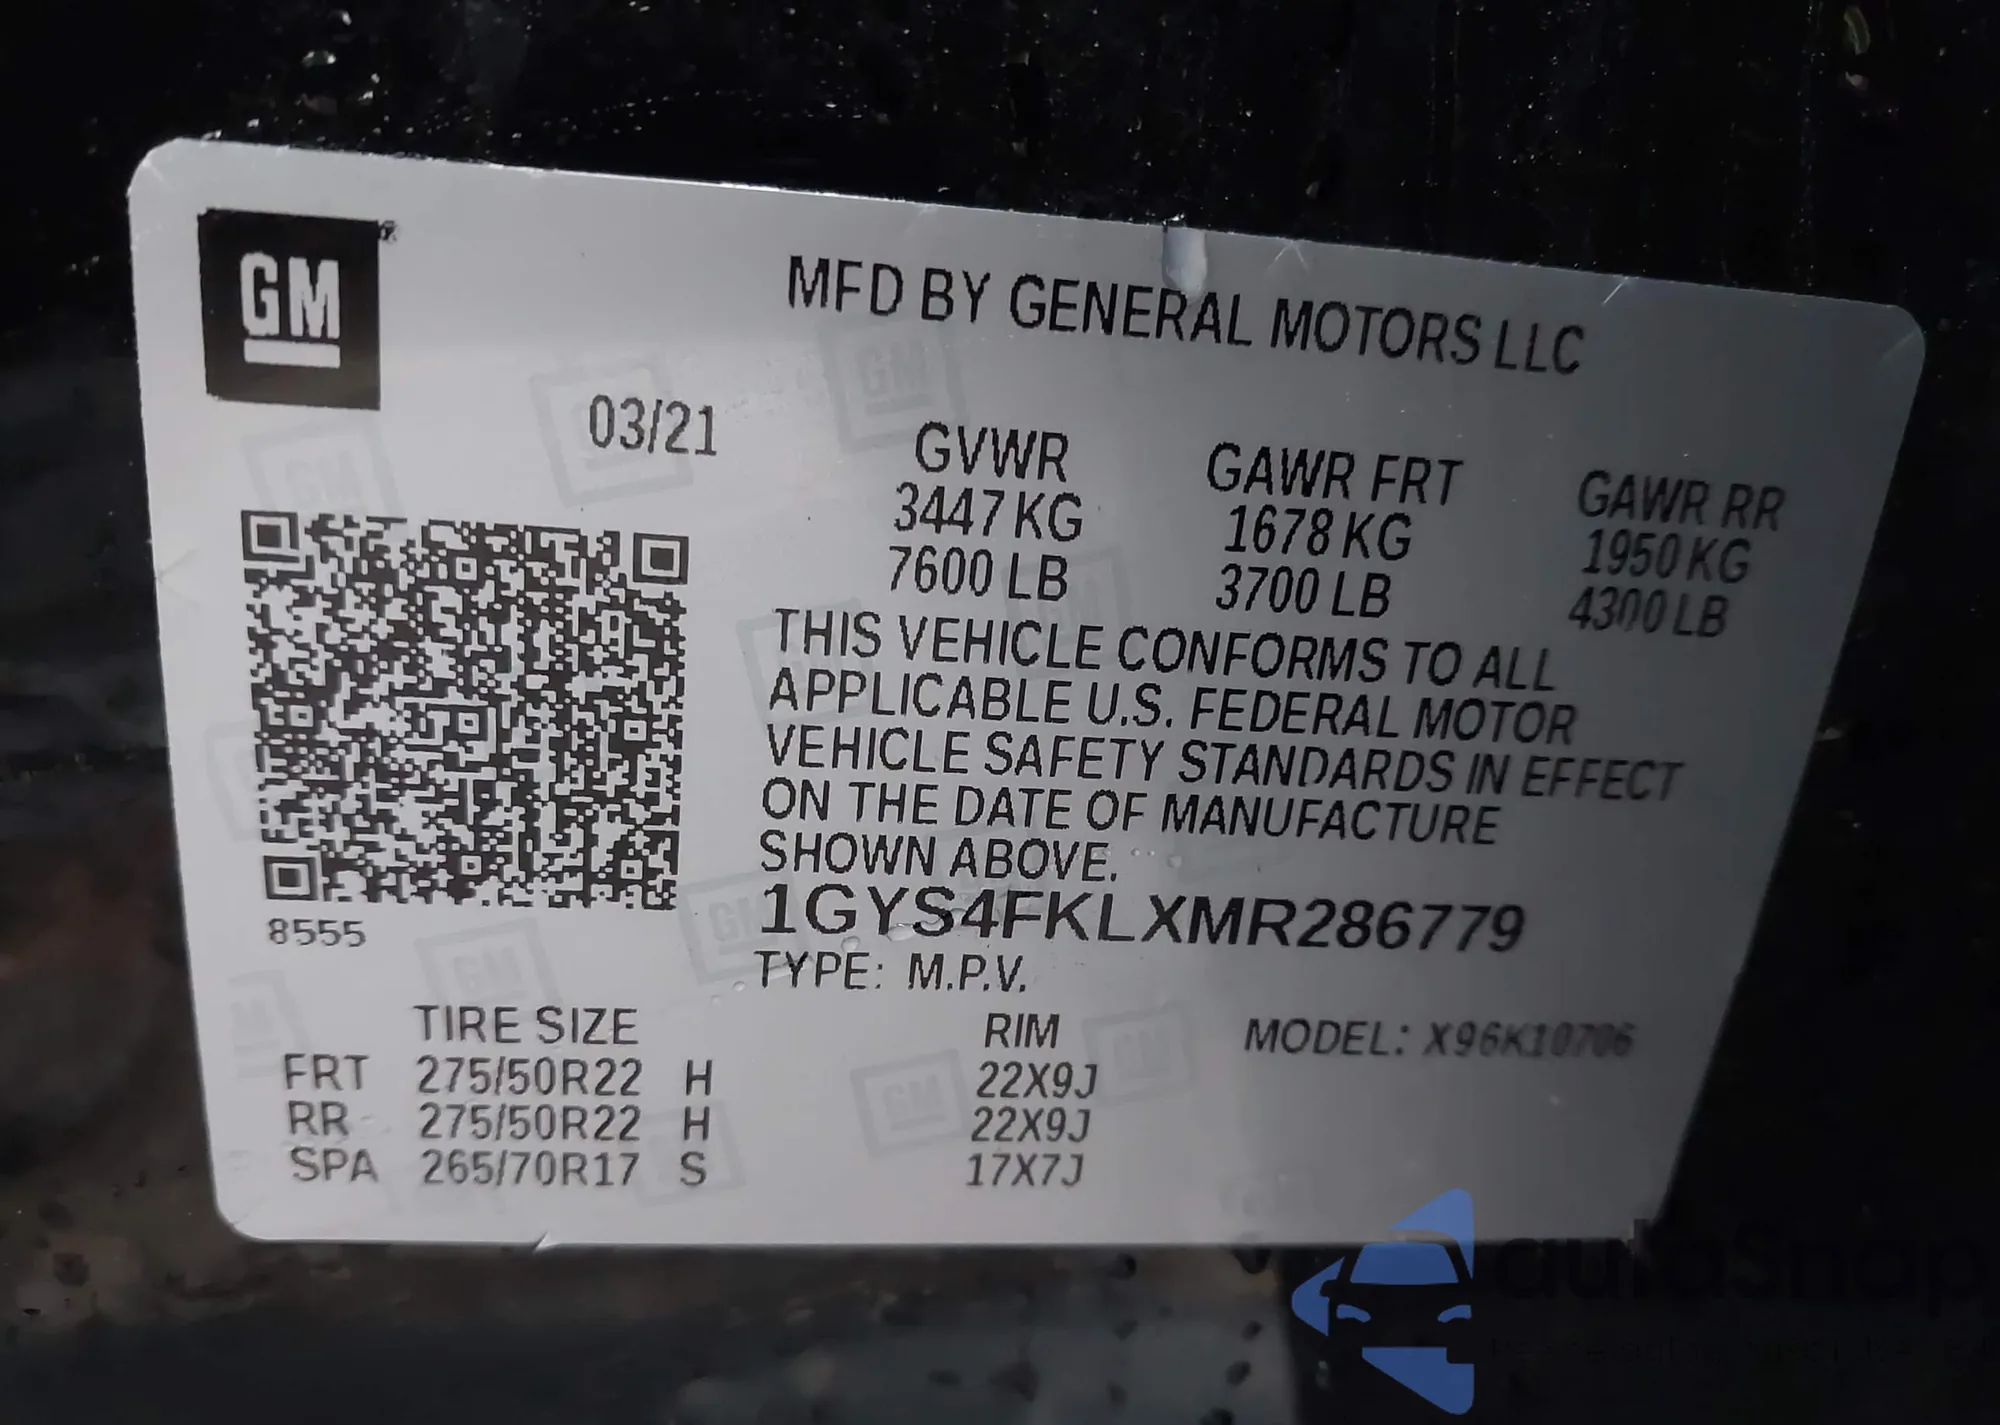 GM
MFD BY GENERAL MOTORS LLC
03/21
GVWR GAWR FRT GAWR RR
3447 KG 1678 KG 1950 KG
7600 LB 3700 LB 4300 LB
THIS VEHICLE CONFORMS TO ALL
APPLICABLE U.S. FEDERAL MOTOR
VEHICLE SAFETY STANDARDS IN EFFECT
ON THE DATE OF MANUFACTURE
SHOWN ABOVE.
1GYS4FKLXMR286779
8555
TYPE: M.P.V.
TIRE SIZE RIM MODEL: X96K10706
FRT 275/50R22 H 22X9J
RR 275/50R22 H 22X9J
SPA 265/70R17 S 17X7J
autoShop